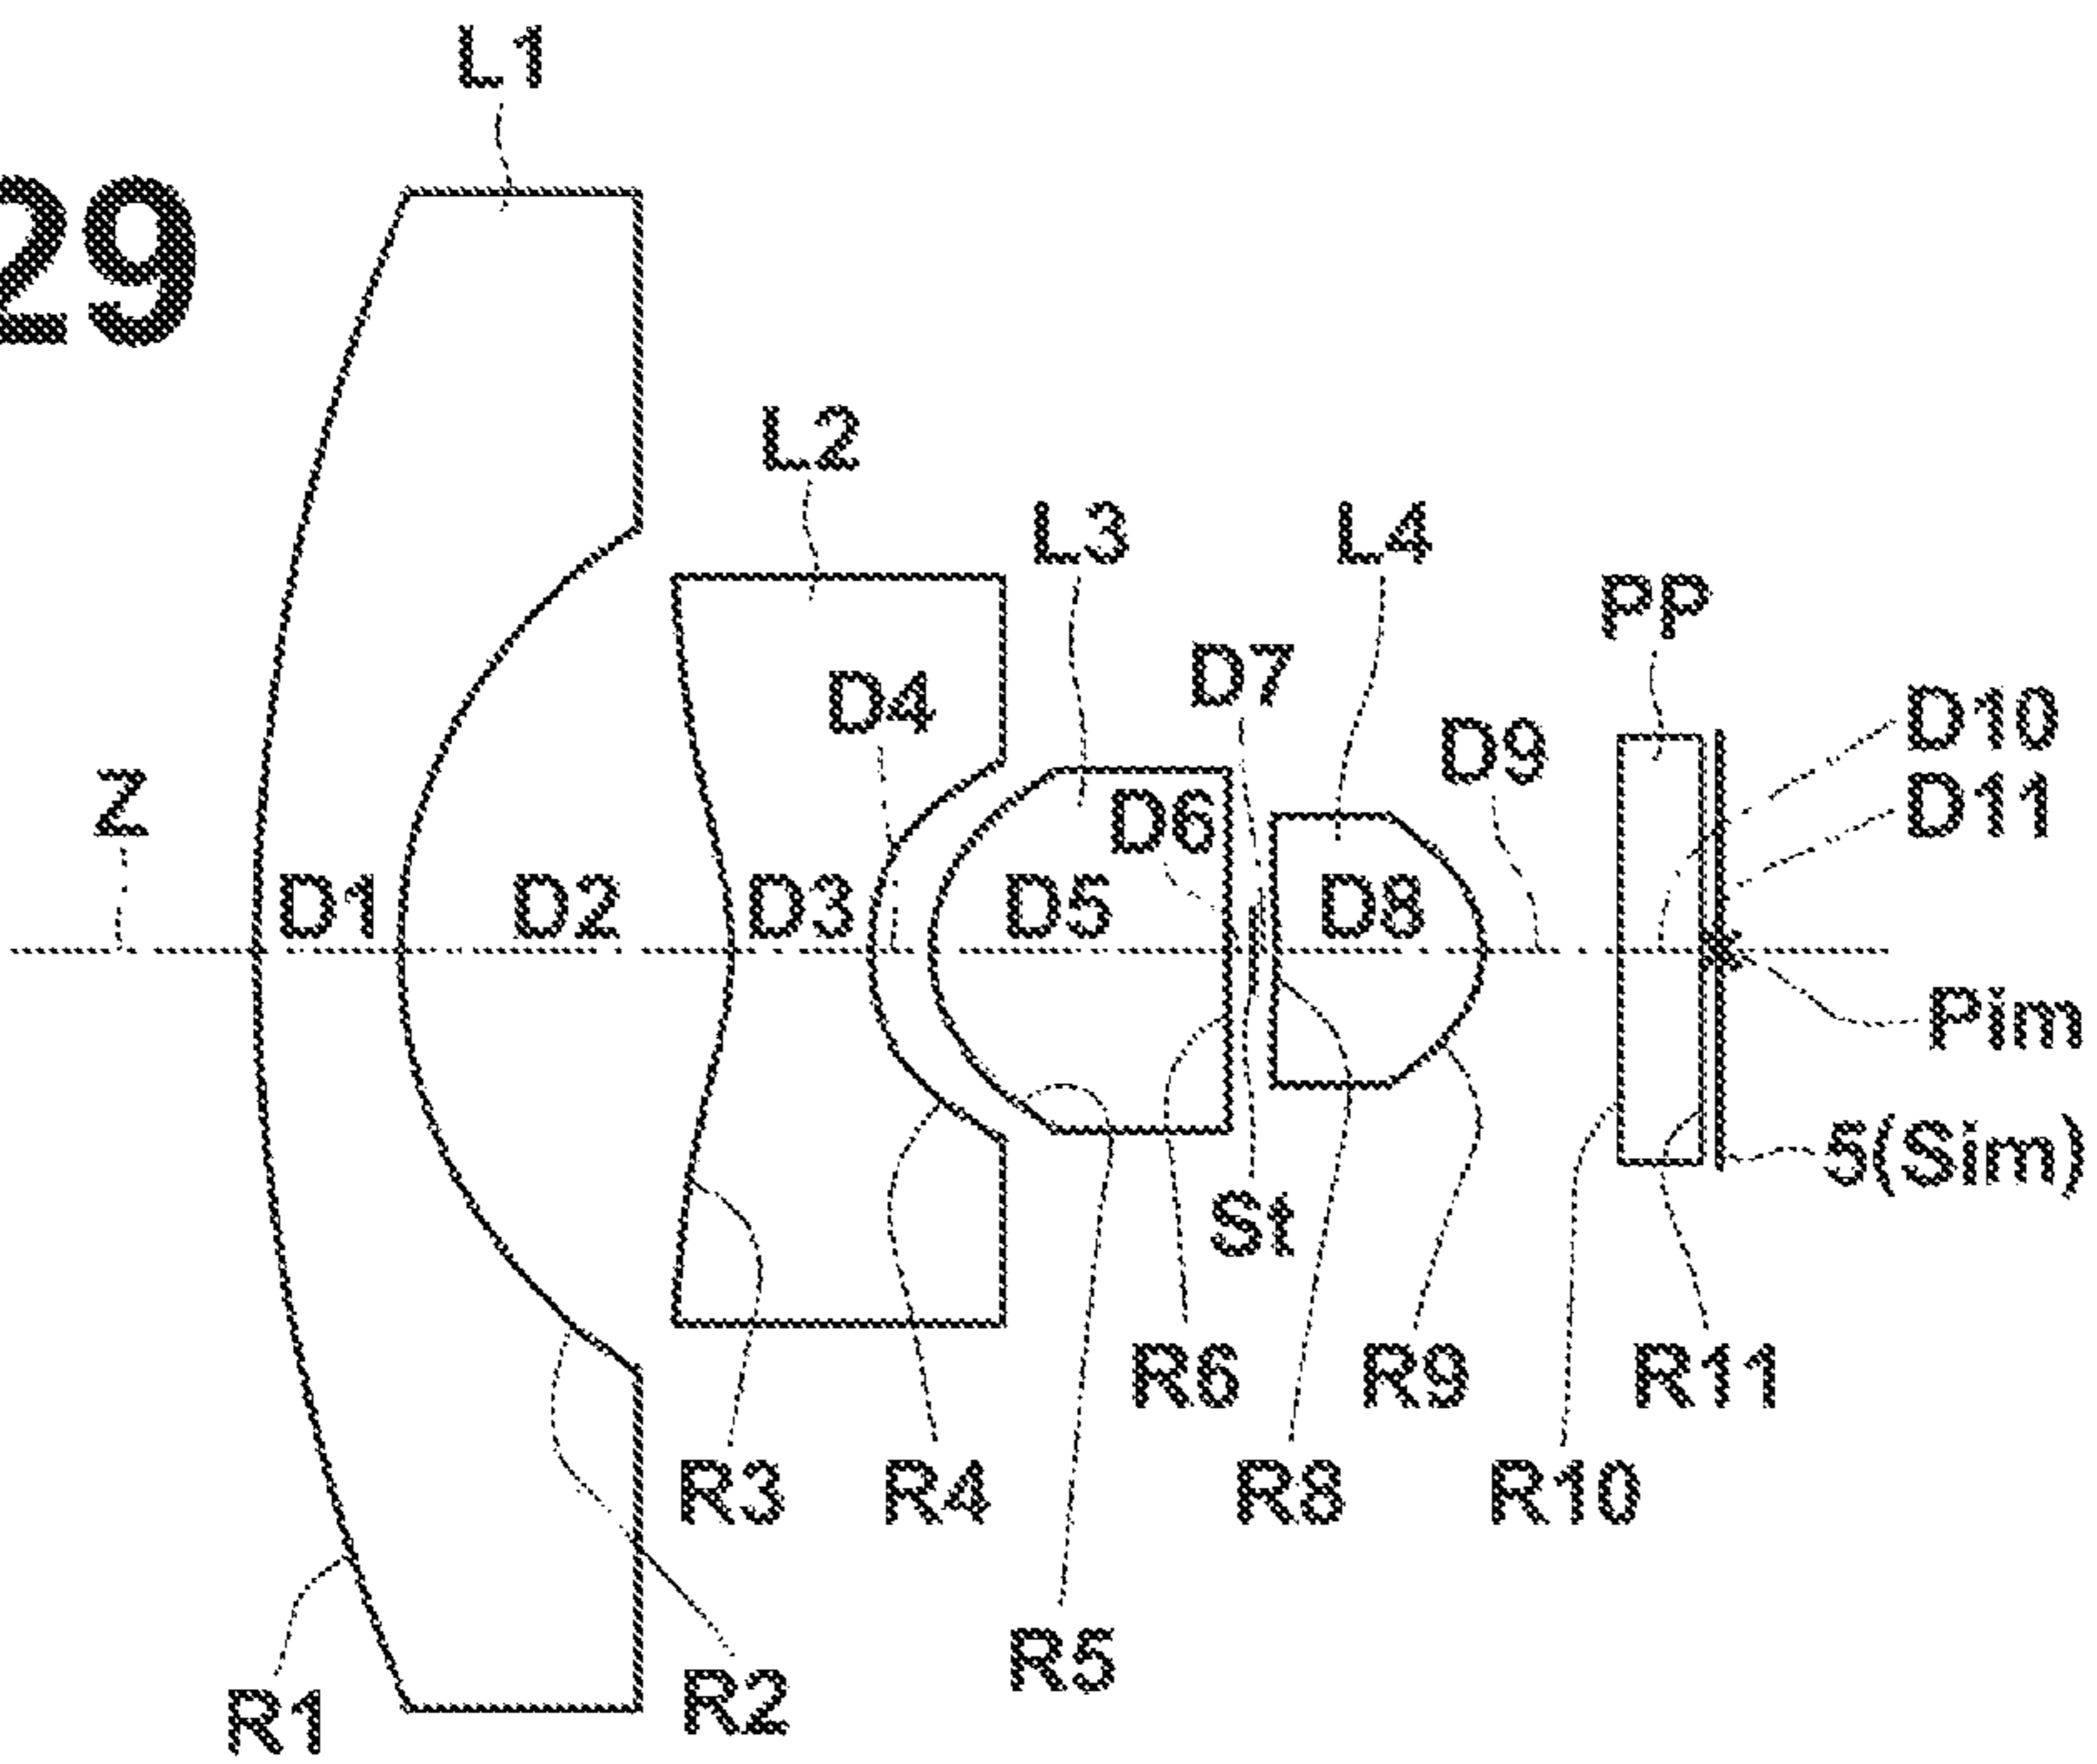 L1
29
L2
L3
L4
PP
D7
D4
D10
D9
Z
D11
D6
D1
D2
D3
D5
D8
Pim
5(Sim)
St
R6
R9
R11
R3
R4
R8
R10
R5
R2
R1